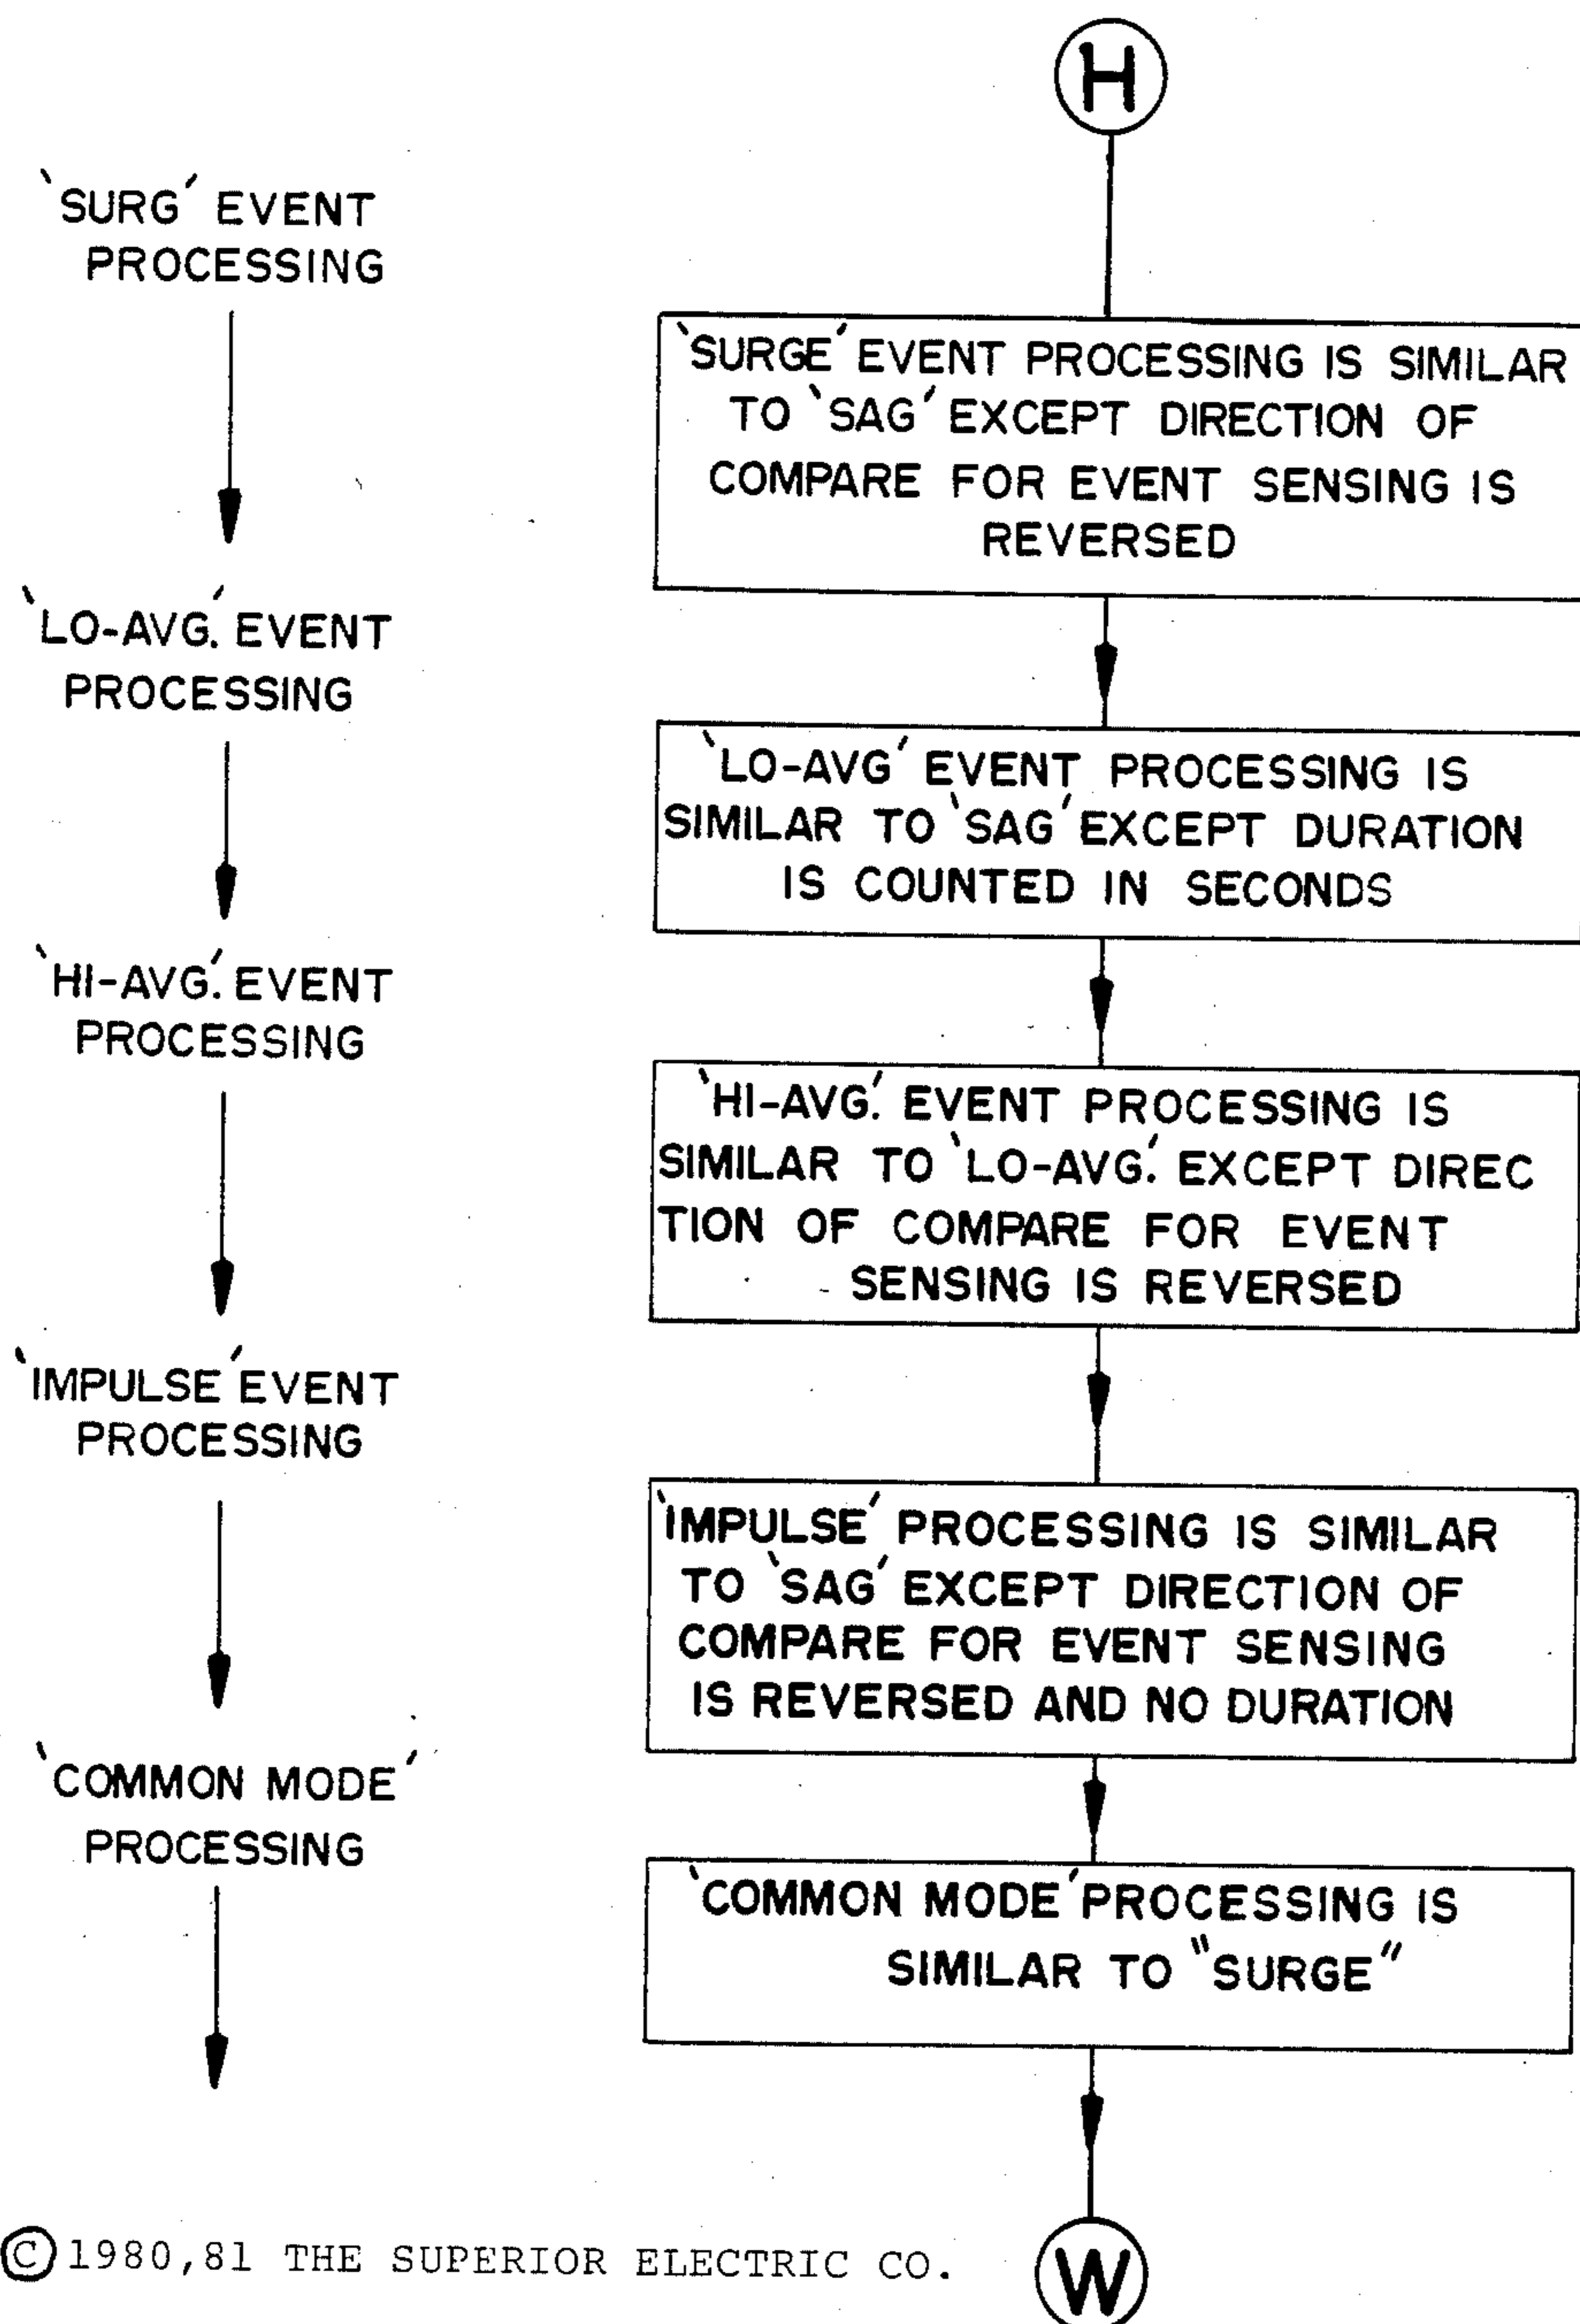 H
`SURG´ EVENT
PROCESSING
`LO-AVG.´ EVENT
PROCESSING
`HI-AVG.´ EVENT
PROCESSING
`IMPULSE´ EVENT
PROCESSING
`COMMON MODE´
PROCESSING
`SURGE´ EVENT PROCESSING IS SIMILAR
TO `SAG´ EXCEPT DIRECTION OF
COMPARE FOR EVENT SENSING IS
REVERSED
`LO-AVG´ EVENT PROCESSING IS
SIMILAR TO `SAG´ EXCEPT DURATION
IS COUNTED IN SECONDS
`HI-AVG.´ EVENT PROCESSING IS
SIMILAR TO `LO-AVG.´ EXCEPT DIREC
TION OF COMPARE FOR EVENT
SENSING IS REVERSED
`IMPULSE´ PROCESSING IS SIMILAR
TO `SAG´ EXCEPT DIRECTION OF
COMPARE FOR EVENT SENSING
IS REVERSED AND NO DURATION
`COMMON MODE´ PROCESSING IS
SIMILAR TO "SURGE"
W
© 1980,81 THE SUPERIOR ELECTRIC CO.